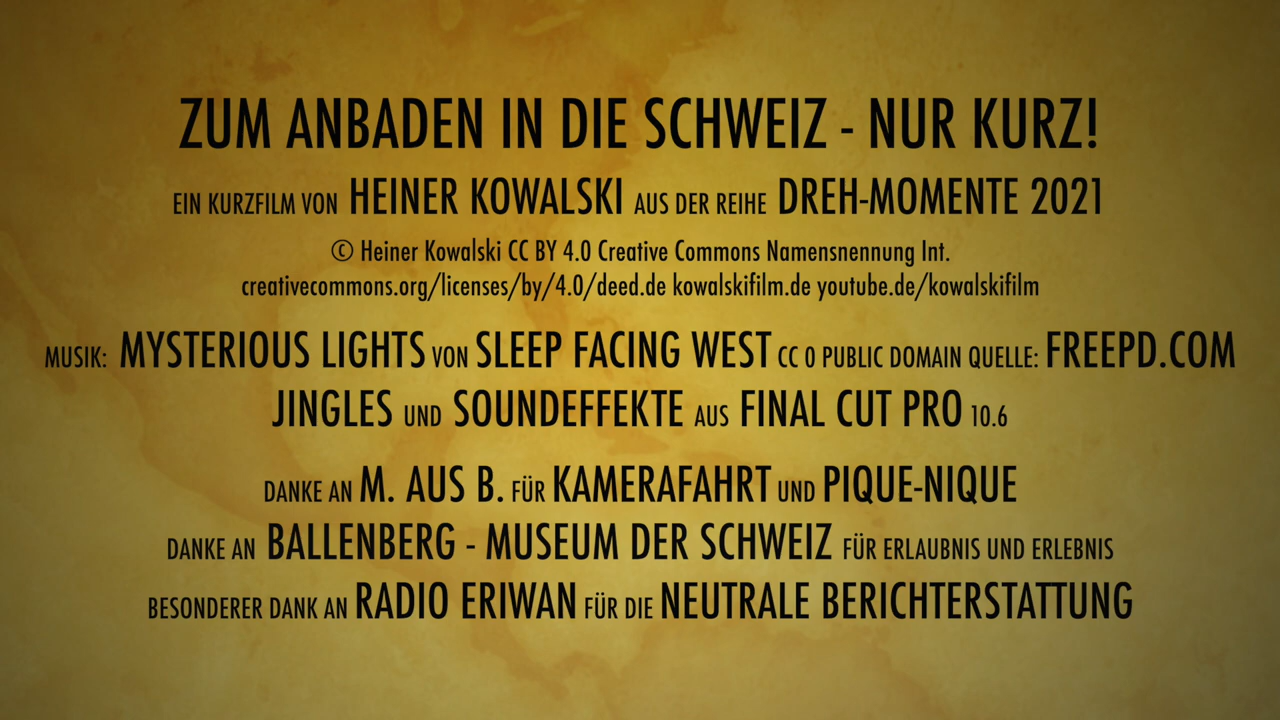 ZUM ANBADEN IN DIE SCHWEIZ - NUR KURZ!
EIN KURZFILM VON HEINER KOWALSKI AUS DER REIHE DREH-MOMENTE 2021
© Heiner Kowalski CC BY 4.0 Creative Commons Namensnennung Int.
creativecommons.org/licenses/by/4.0/deed.de kowalskifilm.de youtube.de/kowalskifilm
MUSIK: MYSTERIOUS LIGHTS VON SLEEP FACING WEST CC 0 PUBLIC DOMAIN QUELLE: FREEPD.COM
JINGLES UND SOUNDEFFEKTE AUS FINAL CUT PRO 10.6
DANKE AN M. AUS B. FÜR KAMERAFAHRT UND PIQUE-NIQUE
DANKE AN BALLENBERG - MUSEUM DER SCHWEIZ FÜR ERLAUBNIS UND ERLEBNIS
BESONDERER DANK AN RADIO ERIWAN FÜR DIE NEUTRALE BERICHTERSTATTUNG